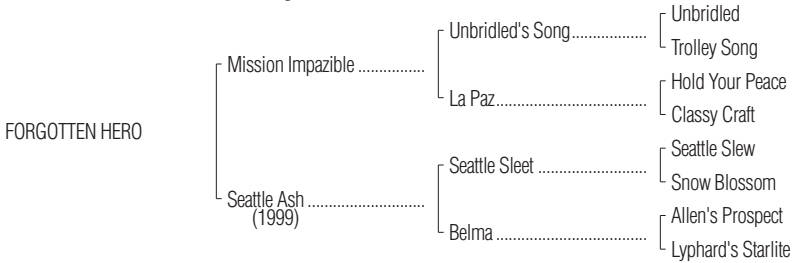 Unbridled
Unbridled's Song..................
Trolley Song
Mission Impazible ................
Hold Your Peace
La Paz.....................................
Classy Craft
FORGOTTEN HERO
Seattle Slew
Seattle Sleet ...........................
Snow Blossom
Seattle Ash .............................
(1999)
Allen's Prospect
Belma .....................................
Lyphard's Starlite